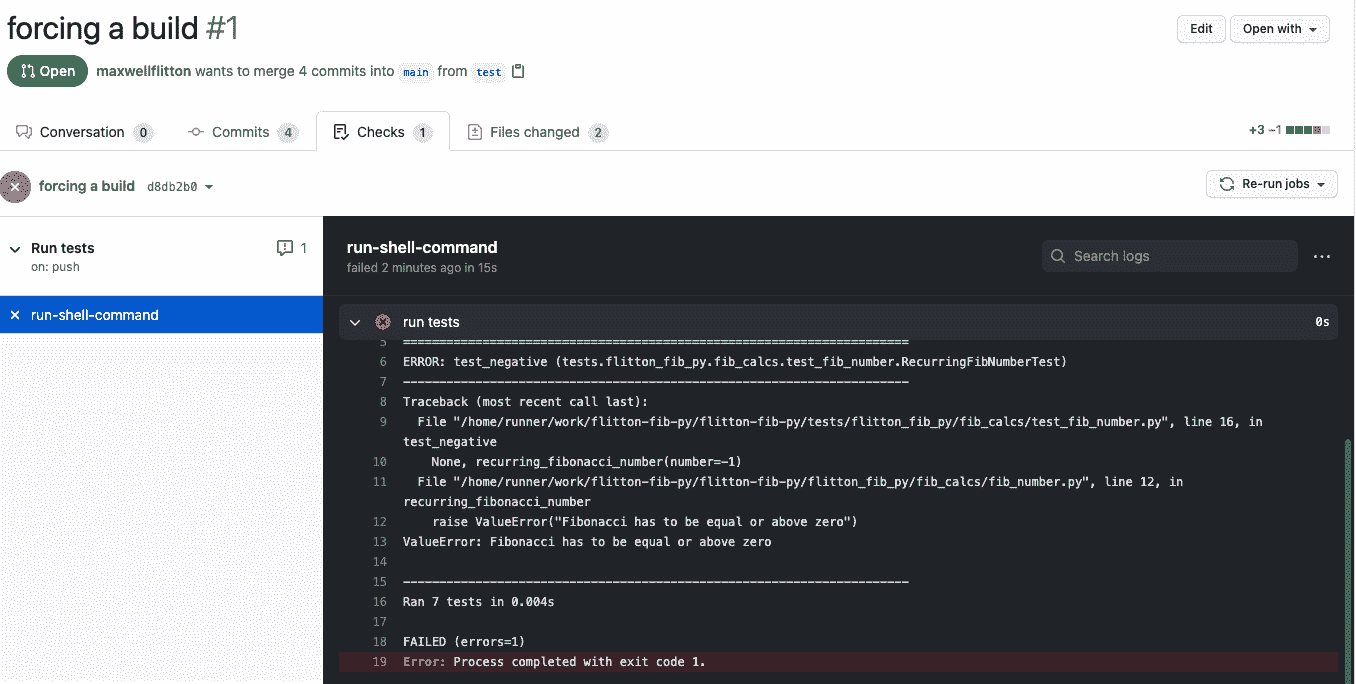 forcing a build #1
Edit
Open with
Open
maxwellflitton wants to merge 4 commits into main from test
Conversation 0
Commits 4
Checks 1
Files changed 2
+3 −1
forcing a build d8db2b0
Re-run jobs
Run tests
1
on: push
run-shell-command
run-shell-command
failed 2 minutes ago in 15s
Search logs
run tests
0s
5 ======================================================================
6 ERROR: test_negative (tests.flitton_fib_py.fib_calcs.test_fib_number.RecurringFibNumberTest)
7 ----------------------------------------------------------------------
8 Traceback (most recent call last):
9 File "/home/runner/work/flitton-fib-py/flitton-fib-py/tests/flitton_fib_py/fib_calcs/test_fib_number.py", line 16, in
test_negative
10 None, recurring_fibonacci_number(number=-1)
11 File "/home/runner/work/flitton-fib-py/flitton-fib-py/flitton_fib_py/fib_calcs/fib_number.py", line 12, in
recurring_fibonacci_number
12 raise ValueError("Fibonacci has to be equal or above zero")
13 ValueError: Fibonacci has to be equal or above zero
14
15 ----------------------------------------------------------------------
16 Ran 7 tests in 0.004s
17
18 FAILED (errors=1)
19 Error: Process completed with exit code 1.